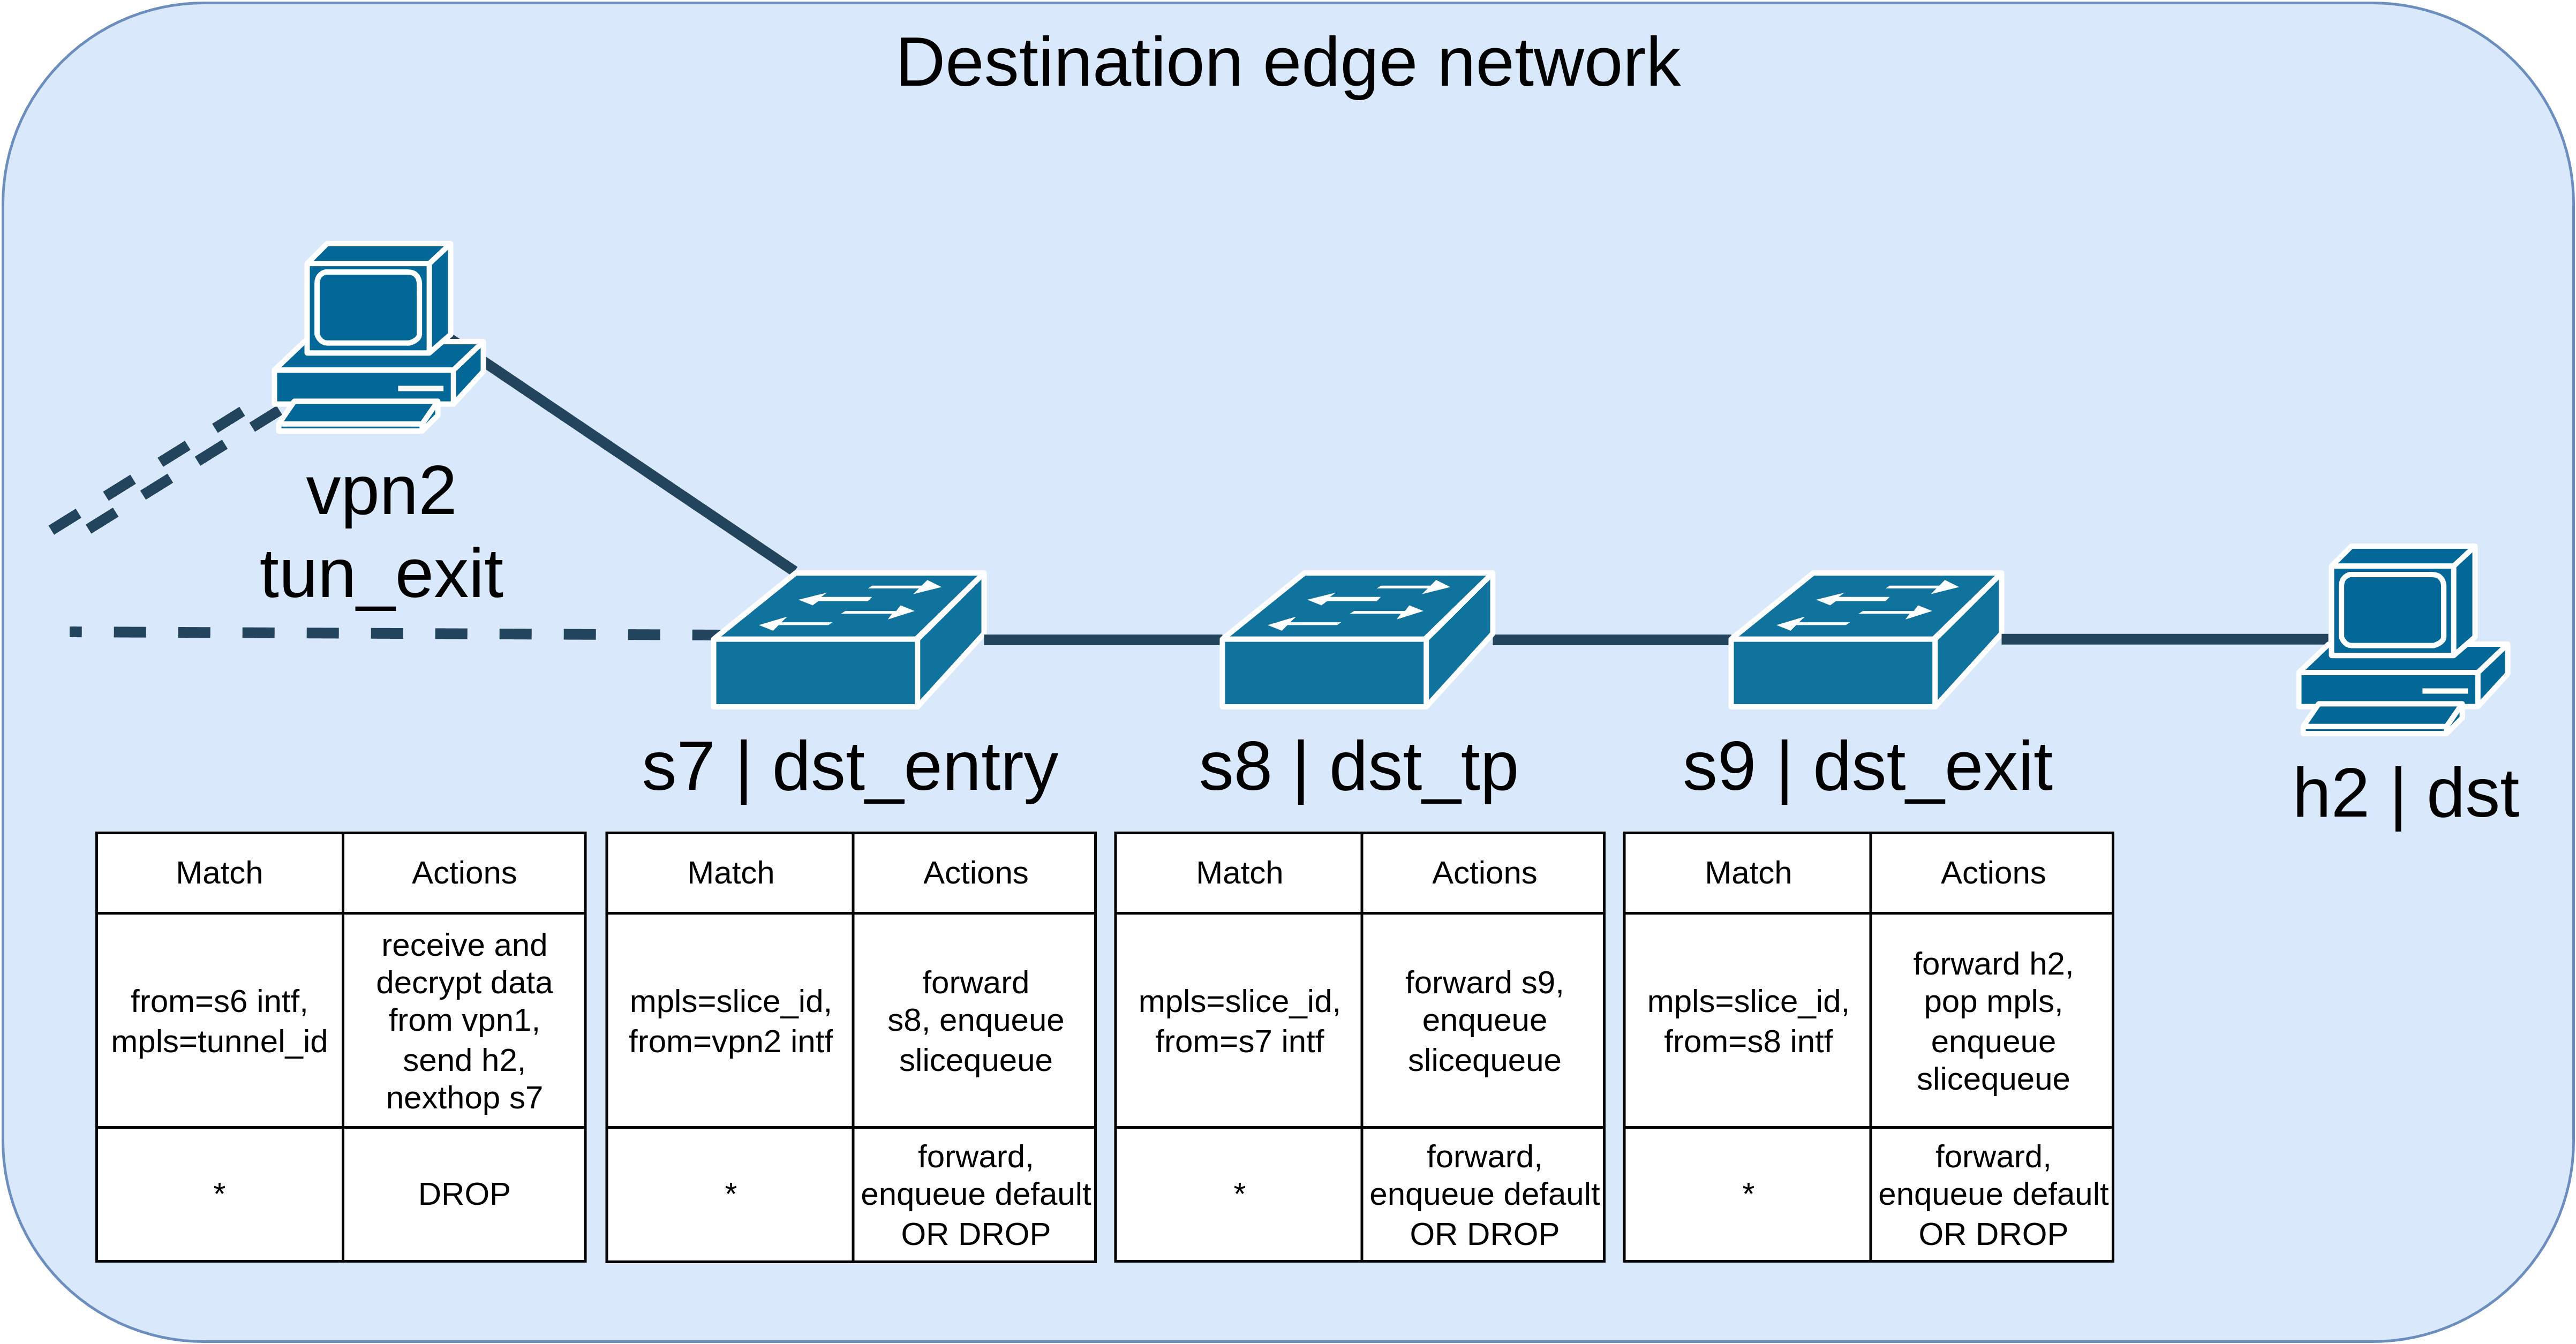 Destination edge network
vpn2
tun_exit
s7 | dst_entry
s8 | dst_tp
s9 | dst_exit
h2 | dst
Match
Actions
from=s6 intf,
mpls=tunnel_id
receive and
decrypt data
from vpn1,
send h2,
nexthop s7
*
DROP
Match
Actions
mpls=slice_id,
from=vpn2 intf
forward
s8, enqueue
slicequeue
*
forward,
enqueue default
OR DROP
Match
Actions
mpls=slice_id,
from=s7 intf
forward s9,
enqueue
slicequeue
*
forward,
enqueue default
OR DROP
Match
Actions
mpls=slice_id,
from=s8 intf
forward h2,
pop mpls,
enqueue
slicequeue
*
forward,
enqueue default
OR DROP